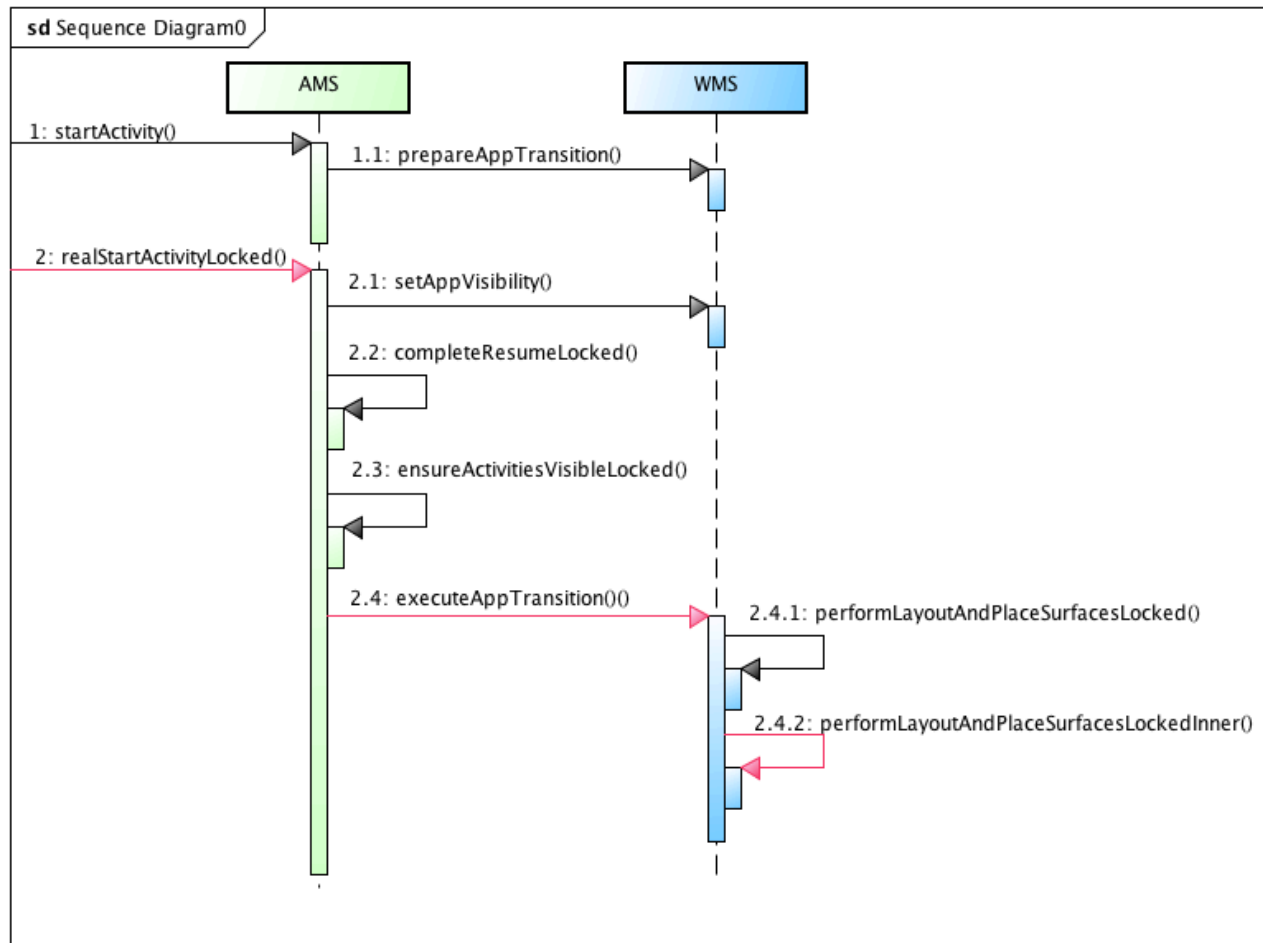 sd Sequence Diagram0
AMS
WMS
1: startActivity()
1.1: prepareAppTransition()
2: realStartActivityLocked()
2.1: setAppVisibility()
2.2: completeResumeLocked()
2.3: ensureActivitiesVisibleLocked()
2.4: executeAppTransition()()
2.4.1: performLayoutAndPlaceSurfacesLocked()
2.4.2: performLayoutAndPlaceSurfacesLockedInner()